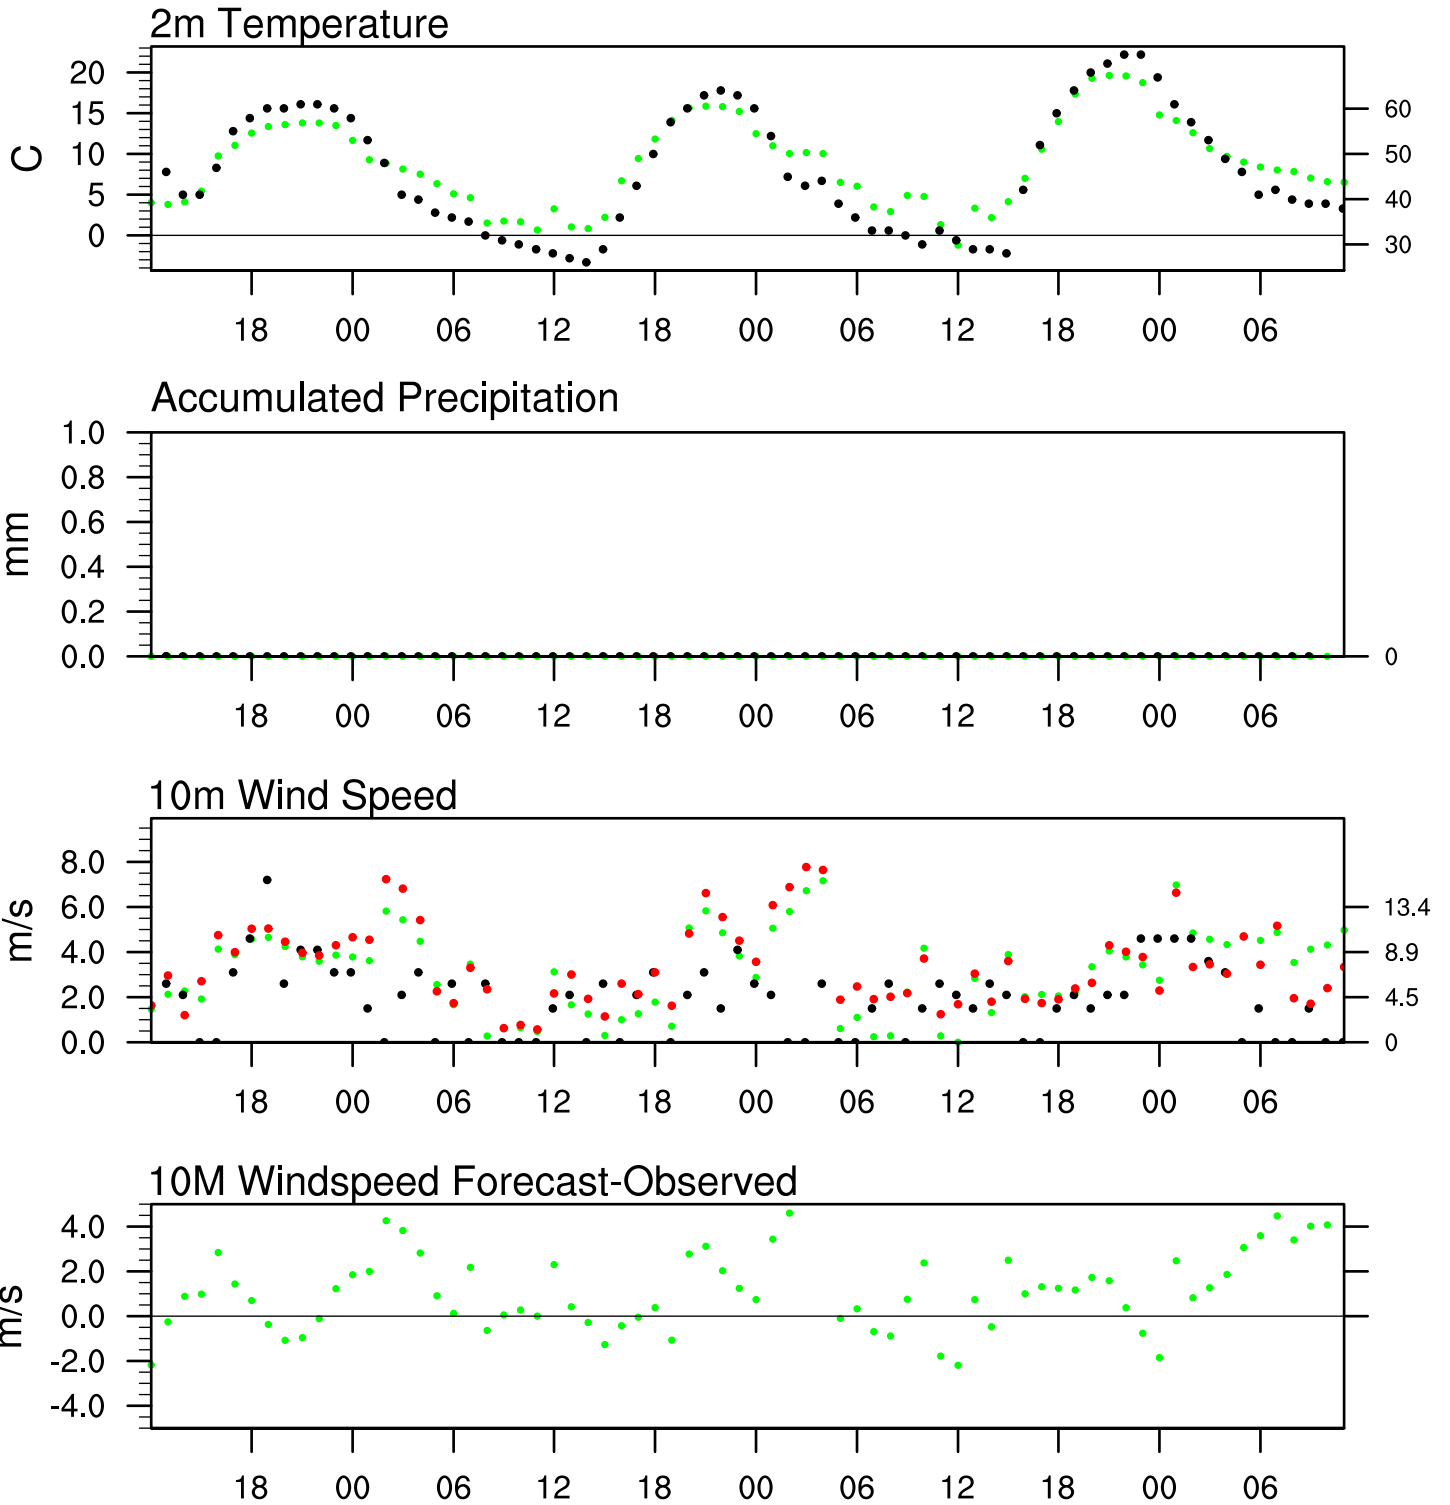 2m Temperature
20
15
10
5
0
C
60
50
40
30
18 00 06 12 18 00 06 12 18 00 06
Accumulated Precipitation
1.0
0.8
0.6
0.4
0.2
0.0
mm
0
18 00 06 12 18 00 06 12 18 00 06
10m Wind Speed
8.0
6.0
4.0
2.0
0.0
m/s
13.4
8.9
4.5
0
18 00 06 12 18 00 06 12 18 00 06
10M Windspeed Forecast-Observed
4.0
2.0
0.0
-2.0
-4.0
m/s
18 00 06 12 18 00 06 12 18 00 06